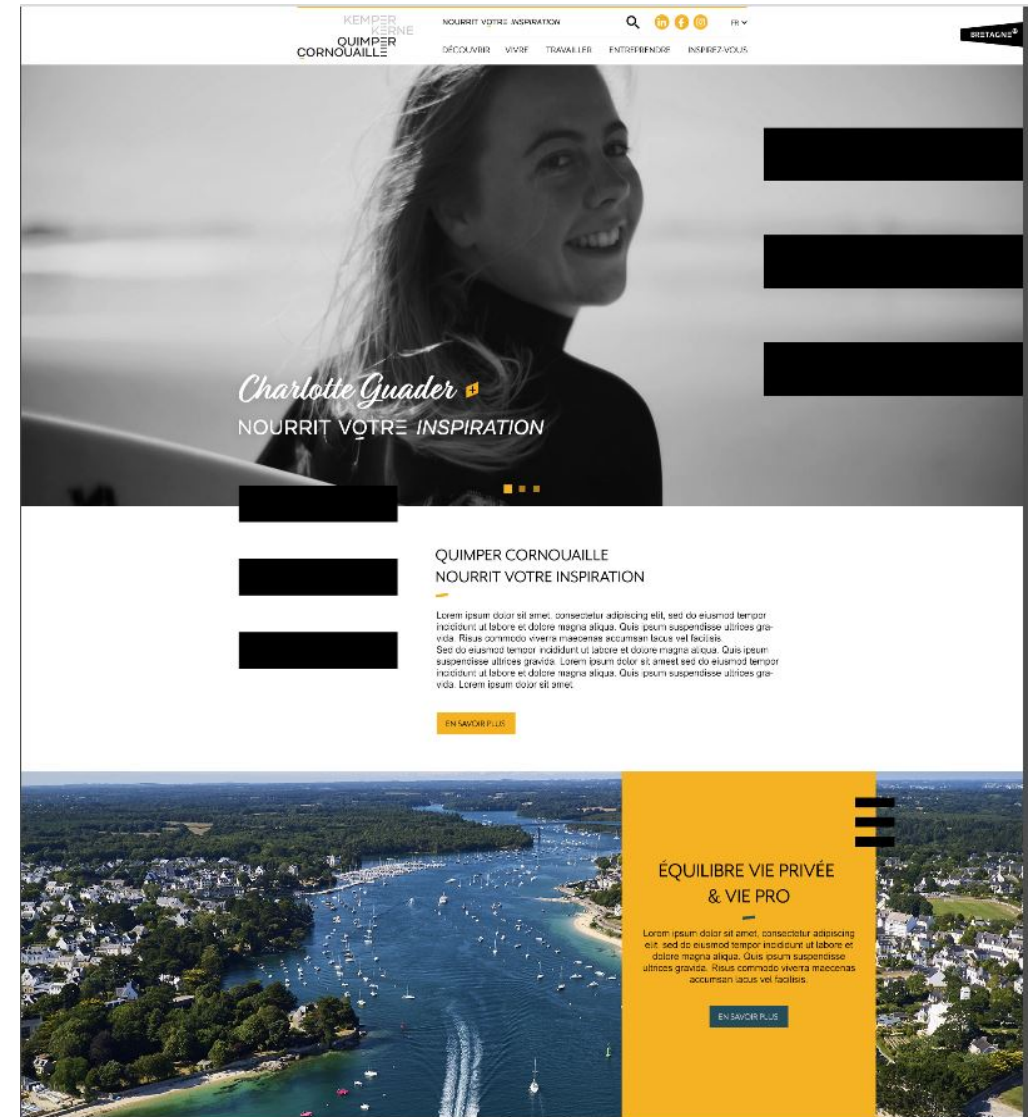 KEMPER
KERNE
QUIMPER
CORNOUAILLE
NOURRIT VOTRE INSPIRATION
FR
DÉCOUVRIR VIVRE TRAVAILLER ENTREPRENDRE INSPIREZ-VOUS
BRETAGNE®
Charlotte Guader +
NOURRIT VOTRE INSPIRATION
QUIMPER CORNOUAILLE
NOURRIT VOTRE INSPIRATION
Lorem ipsum dolor sit amet, consectetur adipiscing elit, sed do eiusmod tempor
incididunt ut labore et dolore magna aliqua. Quis ipsum suspendisse ultrices gra-
vida. Risus commodo viverra maecenas accumsan lacus vel facilisis.
Sed do eiusmod tempor incididunt ut labore et dolore magna aliqua. Quis ipsum
suspendisse ultrices gravida. Lorem ipsum dolor sit ameet sed do eiusmod tempor
incididunt ut labore et dolore magna aliqua. Quis ipsum suspendisse ultrices gra-
vida. Lorem ipsum dolor sit amet.
EN SAVOIR PLUS
ÉQUILIBRE VIE PRIVÉE
& VIE PRO
Lorem ipsum dolor sit amet, consectetur adipiscing
elit, sed do eiusmod tempor incididunt ut labore et
dolore magna aliqua. Quis ipsum suspendisse
ultrices gravida. Risus commodo viverra maecenas
accumsan lacus vel facilisis.
EN SAVOIR PLUS